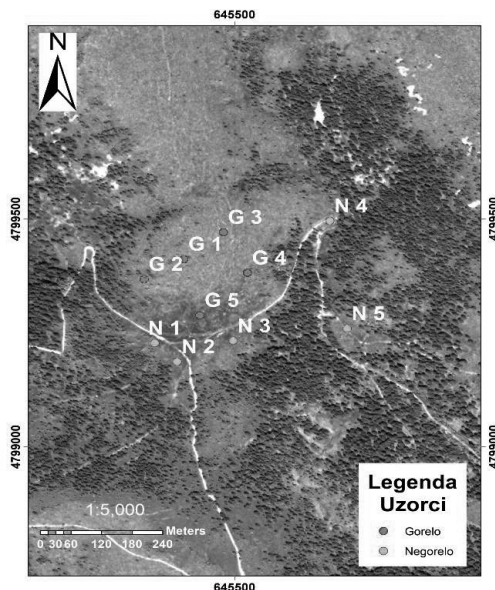 645500
N
4799500
4799500
N 4
G 3
G 1
G 2
G 4
G 5
N 1
N 3
N 5
N 2
4799000
4799000
Legenda
Uzorci
Gorelo
Negorelo
1:5,000
Meters
0 30 60 120 180 240
645500